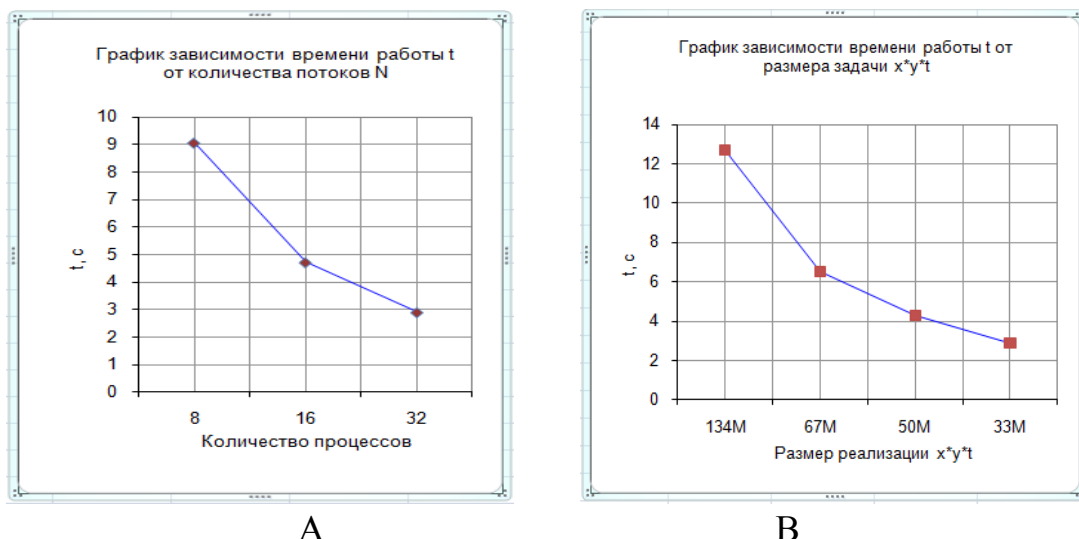 График зависимости времени работы t
от количества потоков N
10
9
8
7
6
5
4
3
2
1
0
t, с
8 16 32
Количество процессов
А
График зависимости времени работы t от
размера задачи x*y*t
14
12
10
8
6
4
2
0
t, с
134M 67M 50M 33M
Размер реализации x*y*t
В